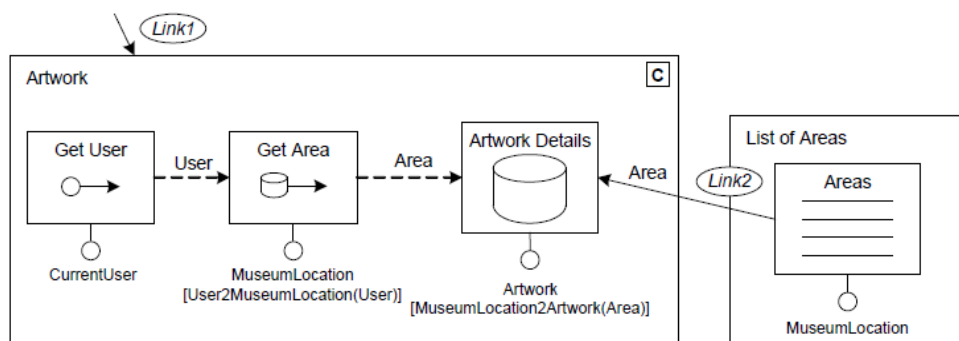 Link1
Artwork
C
Get User
User
Get Area
Area
Artwork Details
CurrentUser
MuseumLocation
[User2MuseumLocation(User)]
Artwork
[MuseumLocation2Artwork(Area)]
Area
Link2
List of Areas
Areas
MuseumLocation